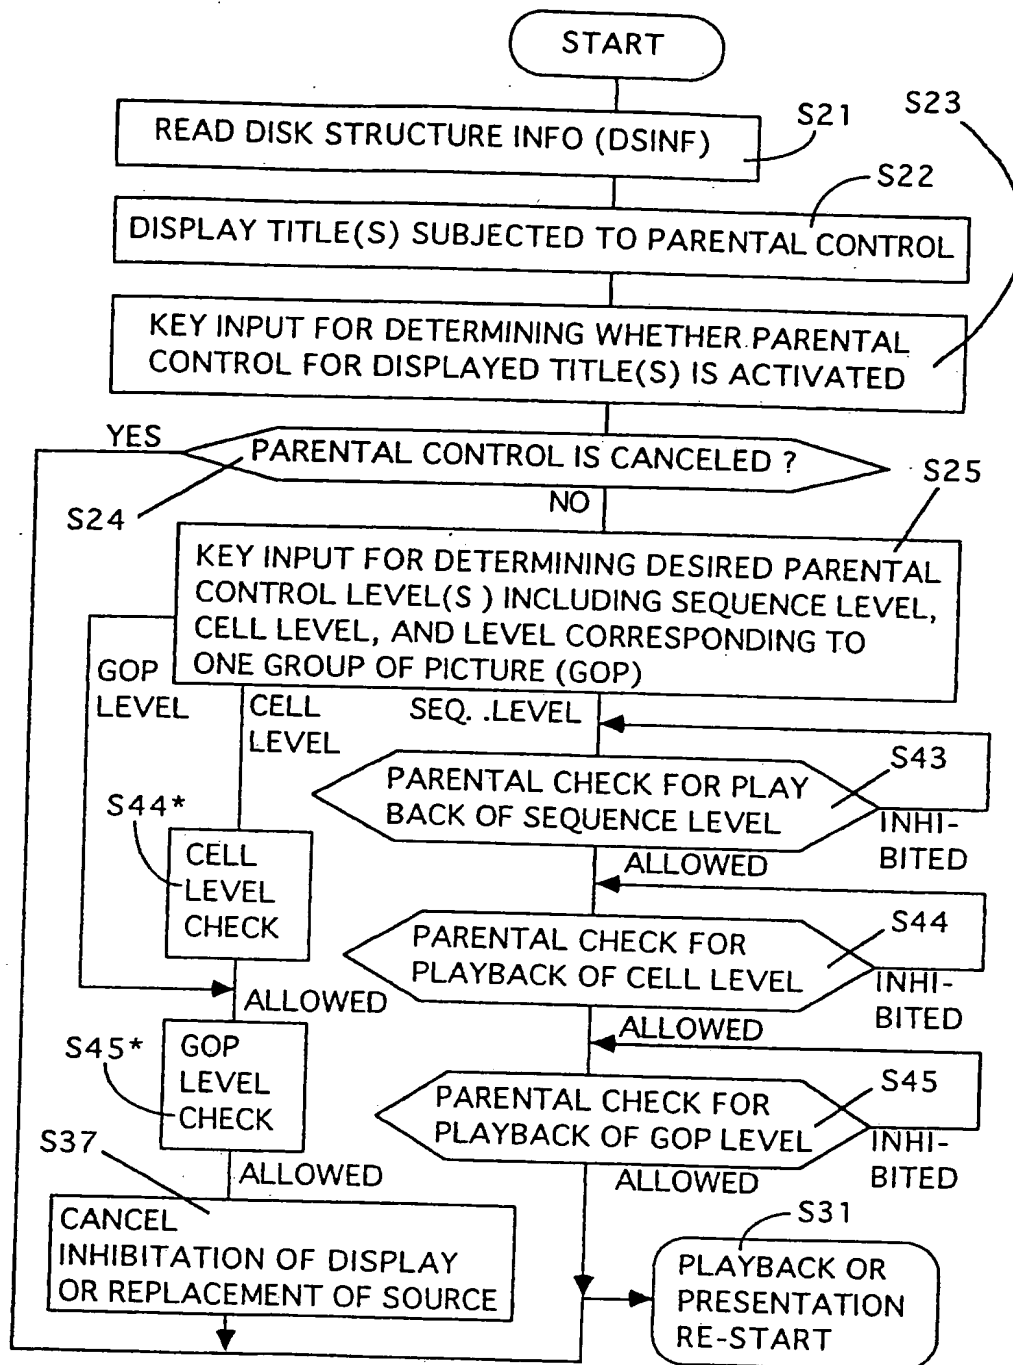 START
S21
S23
READ DISK STRUCTURE INFO (DSINF)
S22
DISPLAY TITLE(S) SUBJECTED TO PARENTAL CONTROL
KEY INPUT FOR DETERMINING WHETHER PARENTAL
CONTROL FOR DISPLAYED TITLE(S) IS ACTIVATED
YES
PARENTAL CONTROL IS CANCELED ?
S24
NO
S25
KEY INPUT FOR DETERMINING DESIRED PARENTAL
CONTROL LEVEL(S ) INCLUDING SEQUENCE LEVEL,
CELL LEVEL, AND LEVEL CORRESPONDING TO
ONE GROUP OF PICTURE (GOP)
GOP
LEVEL
CELL
LEVEL
SEQ. .LEVEL
PARENTAL CHECK FOR PLAY
BACK OF SEQUENCE LEVEL
S43
INHI-
BITED
ALLOWED
S44*
CELL
LEVEL
CHECK
PARENTAL CHECK FOR
PLAYBACK OF CELL LEVEL
S44
INHI-
BITED
ALLOWED
ALLOWED
S45*
GOP
LEVEL
CHECK
PARENTAL CHECK FOR
PLAYBACK OF GOP LEVEL
S45
INHI-
BITED
ALLOWED
S37
ALLOWED
CANCEL
INHIBITATION OF DISPLAY
OR REPLACEMENT OF SOURCE
S31
PLAYBACK OR
PRESENTATION
RE-START